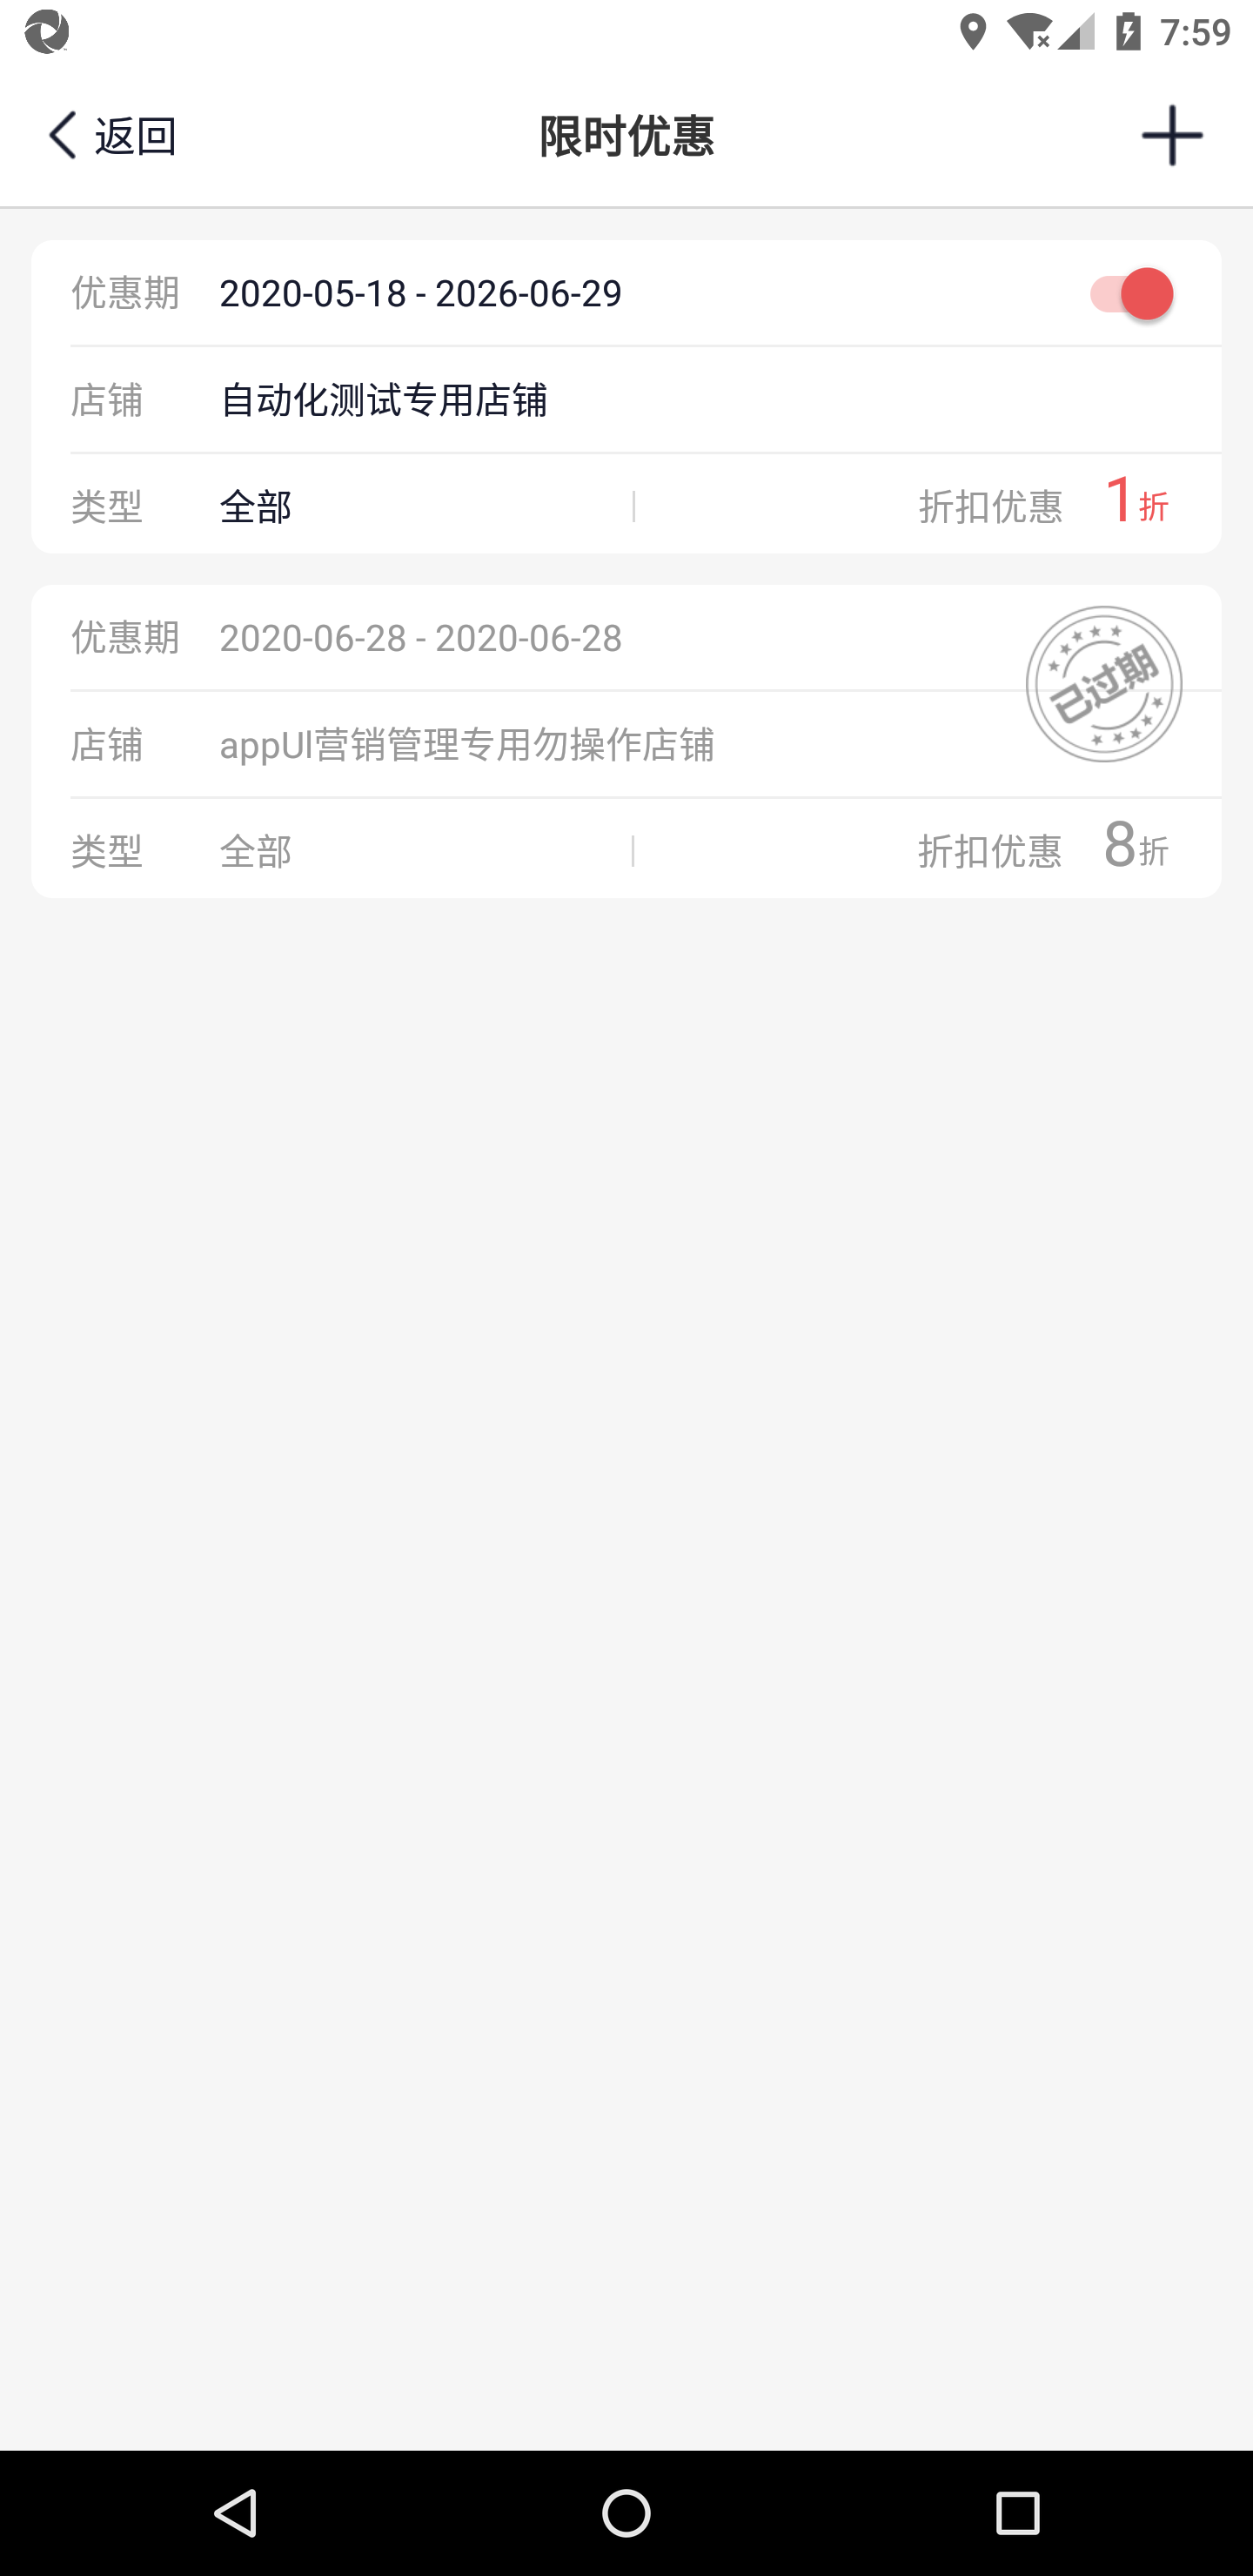 7:59
返回 限时优惠
优惠期 2020-05-18 - 2026-06-29
店铺 自动化测试专用店铺
类型 全部 折扣优惠 1折
优惠期 2020-06-28 - 2020-06-28
已过期
店铺 appUI营销管理专用勿操作店铺
类型 全部 折扣优惠 8折